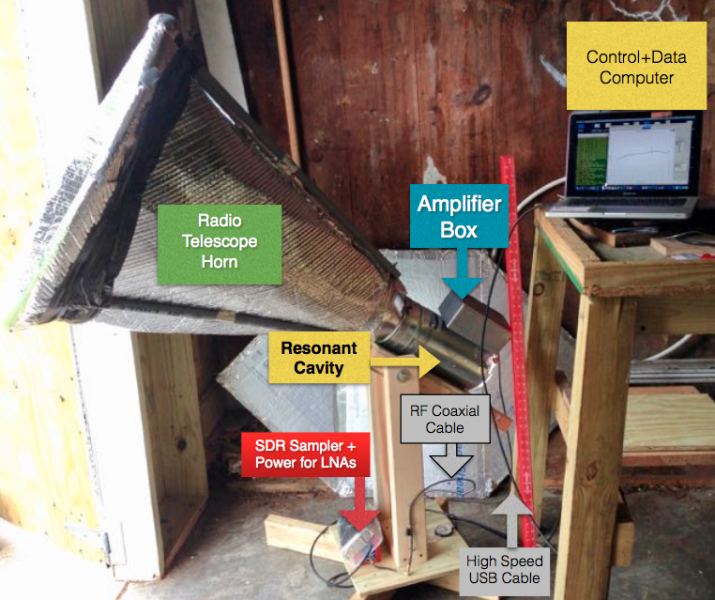 Control+Data
Computer
Amplifier
Box
Radio
Telescope
Horn
Resonant
Cavity
RF Coaxial
Cable
SDR Sampler +
Power for LNAs
High Speed
USB Cable